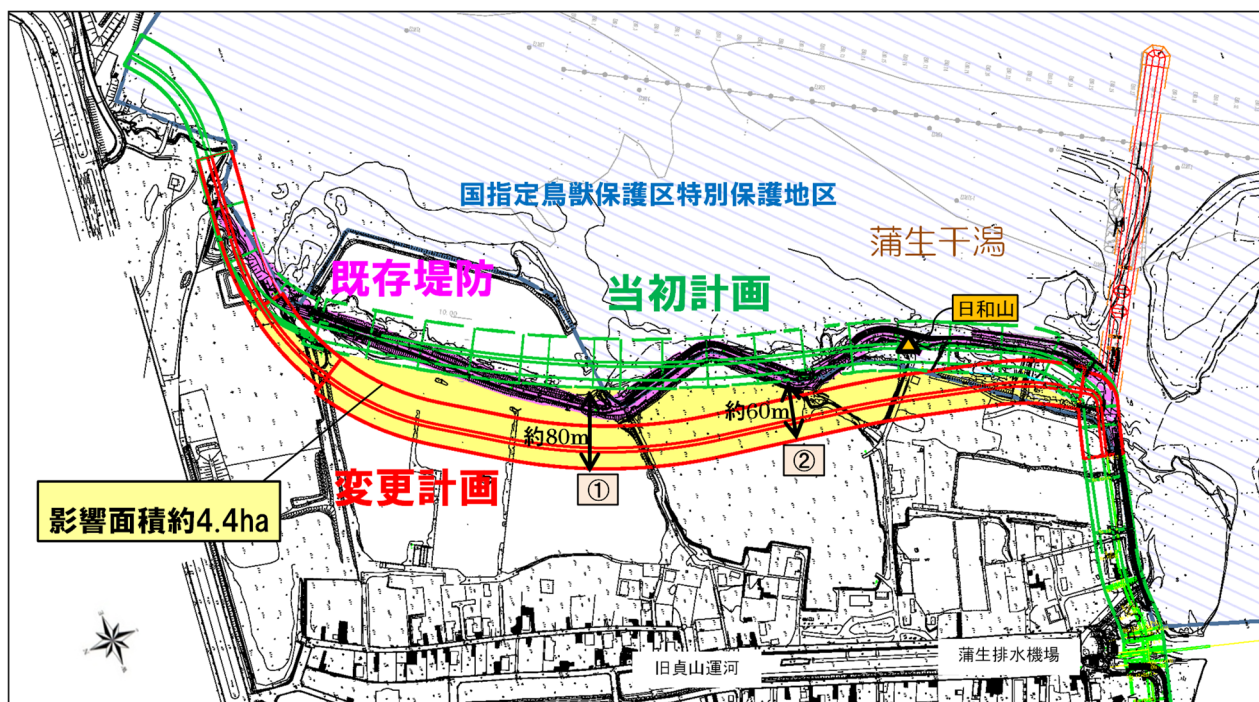 国指定鳥獣保護区特別保護地区
蒲生干潟
既存堤防
当初計画
日和山
約80m
約60m
①
②
変更計画
影響面積約4.4ha
旧貞山運河
蒲生排水機場